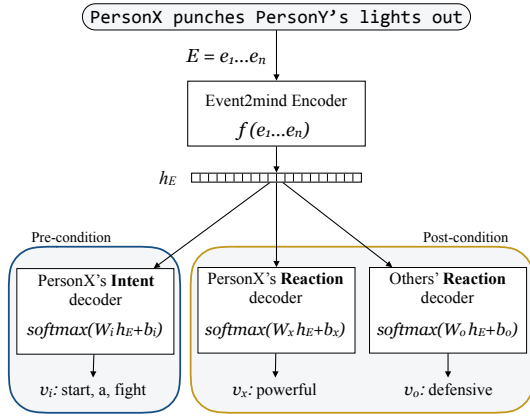 PersonX punches PersonY's lights out
E = e₁...eₙ
Event2mind Encoder
f(e₁...eₙ)
h_E
Pre-condition
Post-condition
PersonX's Intent
decoder
softmax(Wᵢ h_E+bᵢ)
vᵢ: start, a, fight
PersonX's Reaction
decoder
softmax(Wₓ h_E+bₓ)
vₓ: powerful
Others' Reaction
decoder
softmax(Wₒ h_E+bₒ)
vₒ: defensive